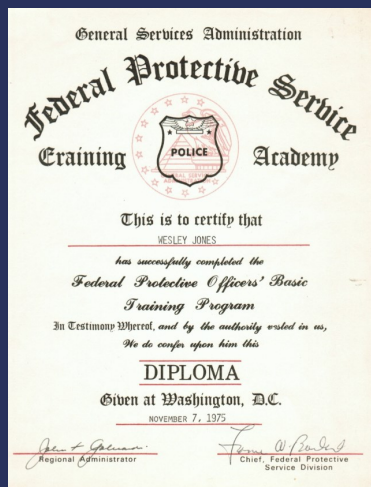 General Services Administration
Federal Protective Service
Training Academy
POLICE
This is to certify that
WESLEY JONES
has successfully completed the
Federal Protective Officers' Basic
Training Program
In Testimony Whereof, and by the authority vested in us,
We do confer upon him this
DIPLOMA
Given at Washington, D.C.
NOVEMBER 7, 1975
Regional Administrator
Chief, Federal Protective
Service Division